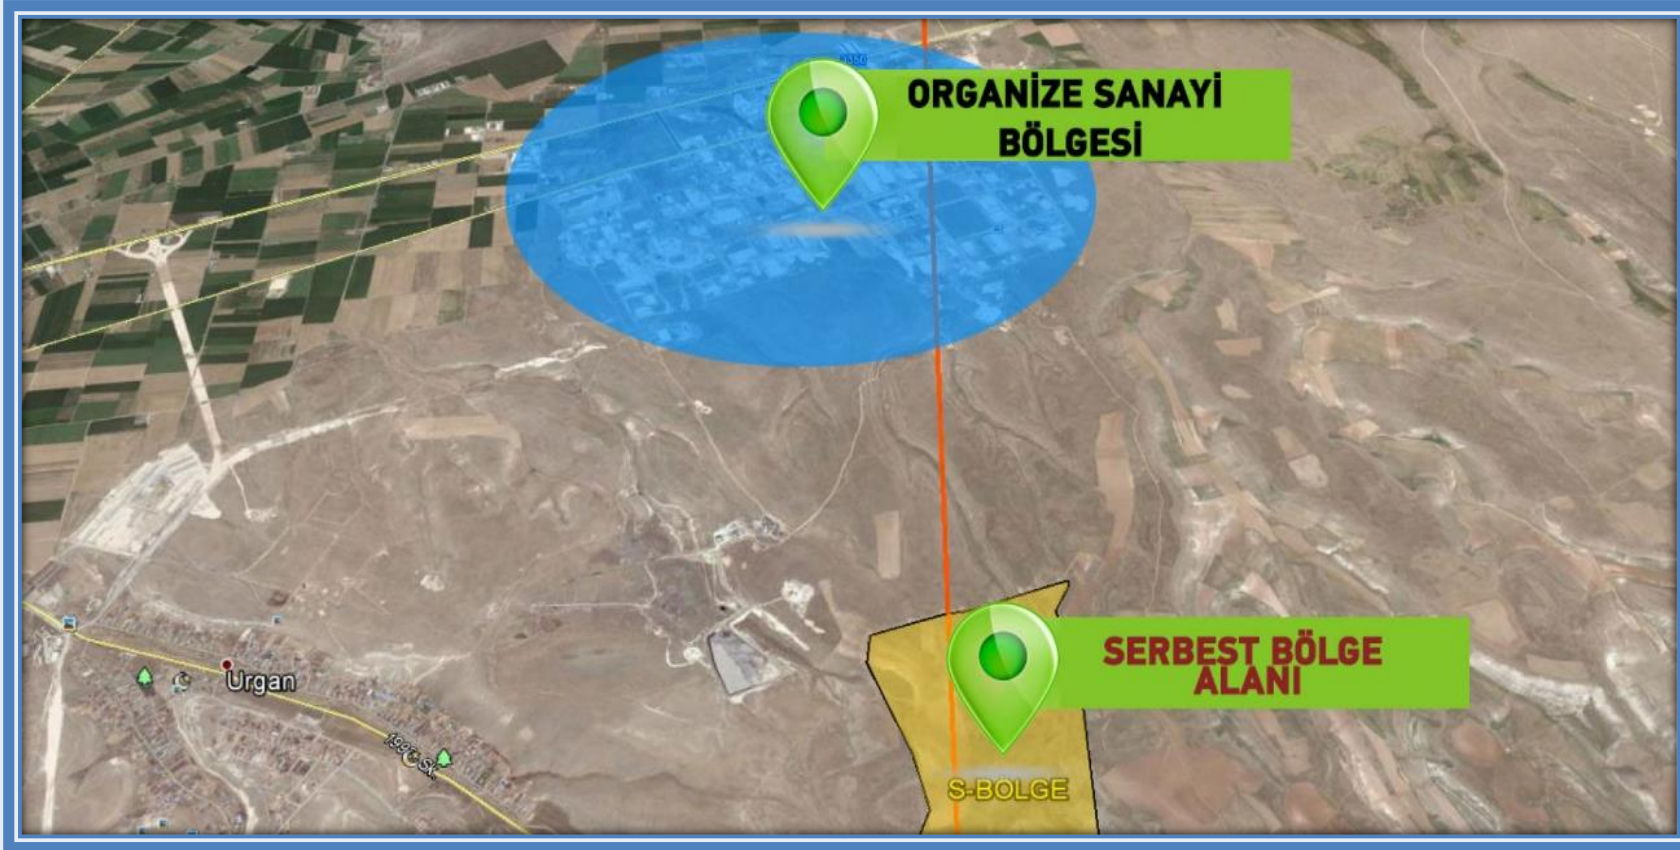 ORGANİZE SANAYİ
BÖLGESİ
SERBEST BÖLGE
ALANI
Urgan
S-BOLGE